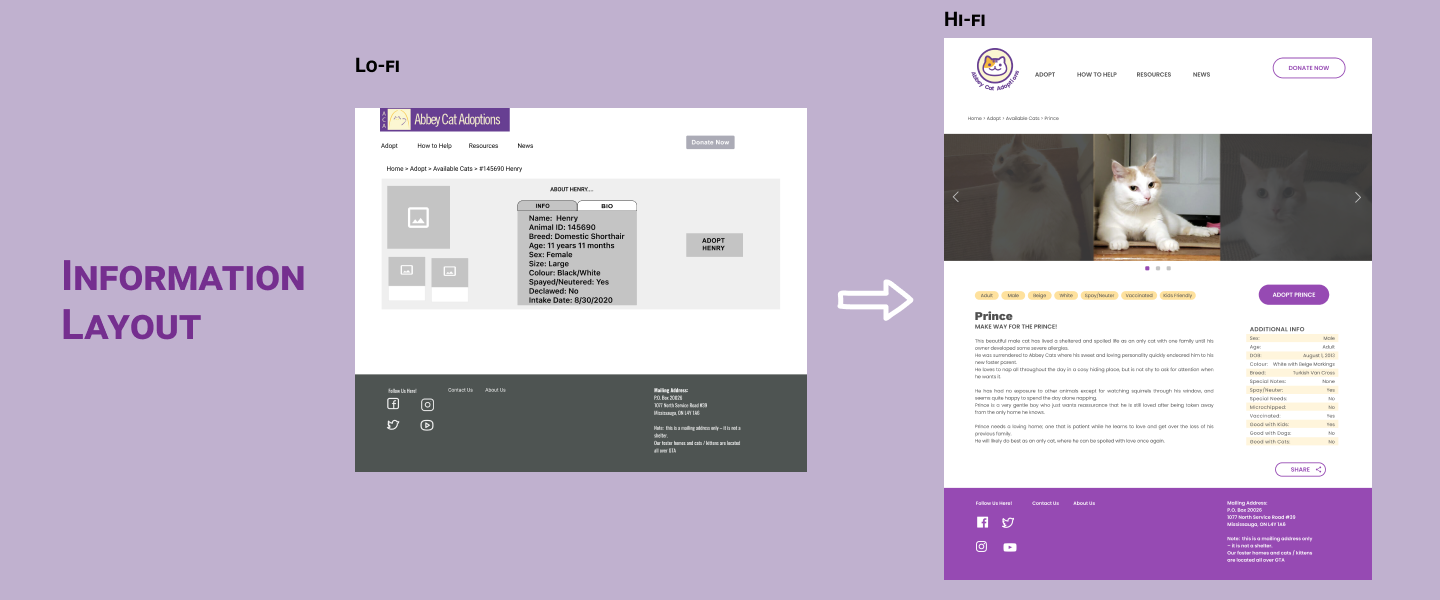 INFORMATION
LAYOUT
LO-FI
ACA
Abbey Cat Adoptions
Adopt How to Help Resources News
Donate Now
Home > Adopt > Available Cats > #145690 Henry
ABOUT HENRY...
INFO BIO
Name: Henry
Animal ID: 145690
Breed: Domestic Shorthair
Age: 11 years 11 months
Sex: Female
Size: Large
Colour: Black/White
Spayed/Neutered: Yes
Declawed: No
Intake Date: 8/30/2020
ADOPT
HENRY
Follow Us Here! Contact Us About Us
Mailing Address:
P.O. Box 20026
1077 North Service Road #39
Mississauga, ON L4Y 1A6
Note: this is a mailing address only – it is not a
shelter.
Our foster homes and cats / kittens are located
all over GTA
HI-FI
Abbey Cat Adoptions
ADOPT HOW TO HELP RESOURCES NEWS
DONATE NOW
Home > Adopt > Available Cats > Prince
Adult Male Beige White Spay/Neuter Vaccinated Kids Friendly
ADOPT PRINCE
Prince
MAKE WAY FOR THE PRINCE!
This beautiful male cat has lived a sheltered and spoiled life as an only cat with one family until his
owner developed some severe allergies.
He was surrendered to Abbey Cats where his sweet and loving personality quickly endeared him to his
new foster parent.
He loves to nap all throughout the day in a cosy hiding place, but is not shy to ask for attention when
he wants it.
He has had no exposure to other animals except for watching squirrels through his window, and
seems quite happy to spend the day alone napping.
Prince is a very gentle boy who just wants reassurance that he is still loved after being taken away
from the only home he knows.
Prince needs a loving home; one that is patient while he learns to love and get over the loss of his
previous family.
He will likely do best as an only cat, where he can be spoiled with love once again.
ADDITIONAL INFO
Sex: Male
Age: Adult
DOB: August 1, 2013
Colour: White with Beige Markings
Breed: Turkish Van Cross
Special Notes: None
Spay/Neuter: Yes
Special Needs: No
Microchipped: No
Vaccinated: Yes
Good with Kids: Yes
Good with Dogs: No
Good with Cats: No
SHARE
Follow Us Here! Contact Us About Us
Mailing Address:
P.O. Box 20026
1077 North Service Road #39
Mississauga, ON L4Y 1A6
Note: this is a mailing address only
– it is not a shelter.
Our foster homes and cats / kittens
are located all over GTA